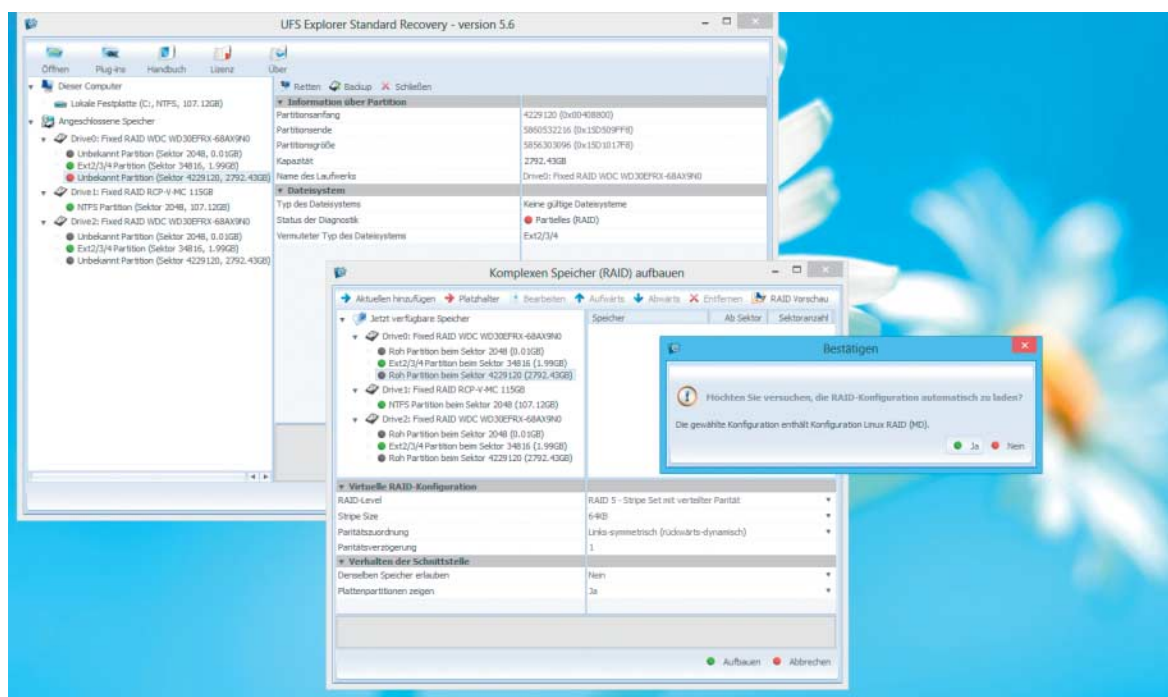 UFS Explorer Standard Recovery - version 5.6
Öffnen Plug-ins Handbuch Lizenz Über
Dieser Computer
Lokale Festplatte (C:, NTFS, 107.12GB)
Angeschlossene Speicher
Drive0: Fixed RAID WDC WD30EFRX-68AX9N0
Unbekannt Partition (Sektor 2048, 0.01GB)
Ext2/3/4 Partition (Sektor 34816, 1.99GB)
Unbekannt Partition (Sektor 4229120, 2792.43GB)
Drive1: Fixed RAID RCP-V-MC 115GB
NTFS Partition (Sektor 2048, 107.12GB)
Drive2: Fixed RAID WDC WD30EFRX-68AX9N0
Unbekannt Partition (Sektor 2048, 0.01GB)
Ext2/3/4 Partition (Sektor 34816, 1.99GB)
Unbekannt Partition (Sektor 4229120, 2792.43GB)
Retten Backup Schließen
Information über Partition
Partitionsanfang 4229120 (0x00408800)
Partitionsende 5860532216 (0x15D509FF8)
Partitionsgröße 5856303096 (0x15D1017F8)
Kapazität 2792.43GB
Name des Laufwerks Drive0: Fixed RAID WDC WD30EFRX-68AX9N0
Dateisystem
Typ des Dateisystems Keine gültige Dateisysteme
Status der Diagnostik Partielles (RAID)
Vermuteter Typ des Dateisystems Ext2/3/4
Komplexen Speicher (RAID) aufbauen
Aktuellen hinzufügen Platzhalter Bearbeiten Aufwärts Abwärts Entfernen RAID Vorschau
Jetzt verfügbare Speicher
Drive0: Fixed RAID WDC WD30EFRX-68AX9N0
Roh Partition beim Sektor 2048 (0.01GB)
Ext2/3/4 Partition beim Sektor 34816 (1.99GB)
Roh Partition beim Sektor 4229120 (2792.43GB)
Drive1: Fixed RAID RCP-V-MC 115GB
NTFS Partition beim Sektor 2048 (107.12GB)
Drive2: Fixed RAID WDC WD30EFRX-68AX9N0
Roh Partition beim Sektor 2048 (0.01GB)
Ext2/3/4 Partition beim Sektor 34816 (1.99GB)
Roh Partition beim Sektor 4229120 (2792.43GB)
Speicher Ab Sektor Sektoranzahl
Virtuelle RAID-Konfiguration
RAID-Level RAID 5 - Stripe Set mit verteilter Parität
Stripe Size 64KB
Paritätszuordnung Links-symmetrisch (rückwärts-dynamisch)
Paritätsverzögerung 1
Verhalten der Schnittstelle
Denselben Speicher erlauben Nein
Plattenpartitionen zeigen Ja
Aufbauen Abbrechen
Bestätigen
Möchten Sie versuchen, die RAID-Konfiguration automatisch zu laden?
Die gewählte Konfiguration enthält Konfiguration Linux RAID (MD).
Ja Nein